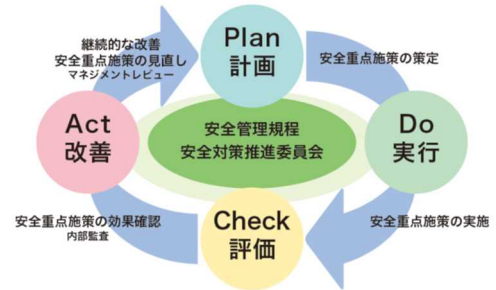 Plan
計画
安全重点施策の策定
Do
実行
安全重点施策の実施
Check
評価
安全重点施策の効果確認
内部監査
Act
改善
継続的な改善
安全重点施策の見直し
マネジメントレビュー
安全管理規程
安全対策推進委員会